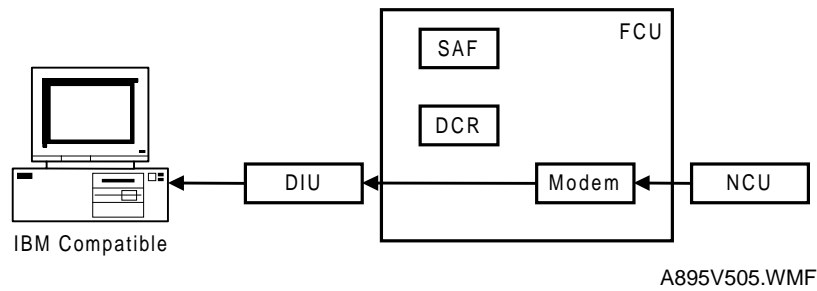 FCU
SAF
DCR
DIU
Modem
NCU
IBM Compatible
A895V505.WMF